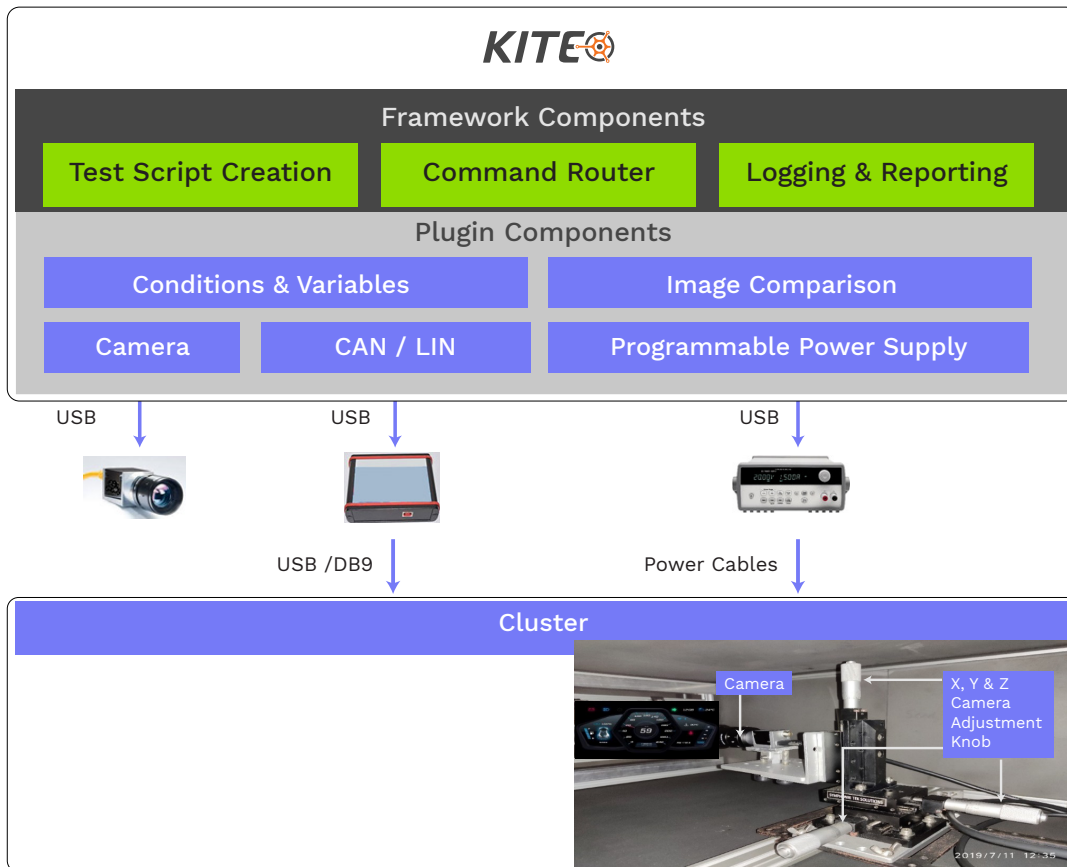 KITE
Framework Components
Test Script Creation
Command Router
Logging & Reporting
Plugin Components
Conditions & Variables
Image Comparison
Camera
CAN / LIN
Programmable Power Supply
USB
USB
USB
USB /DB9
Power Cables
Cluster
Camera
X, Y & Z
Camera
Adjustment
Knob
59
2019/7/11 12:35